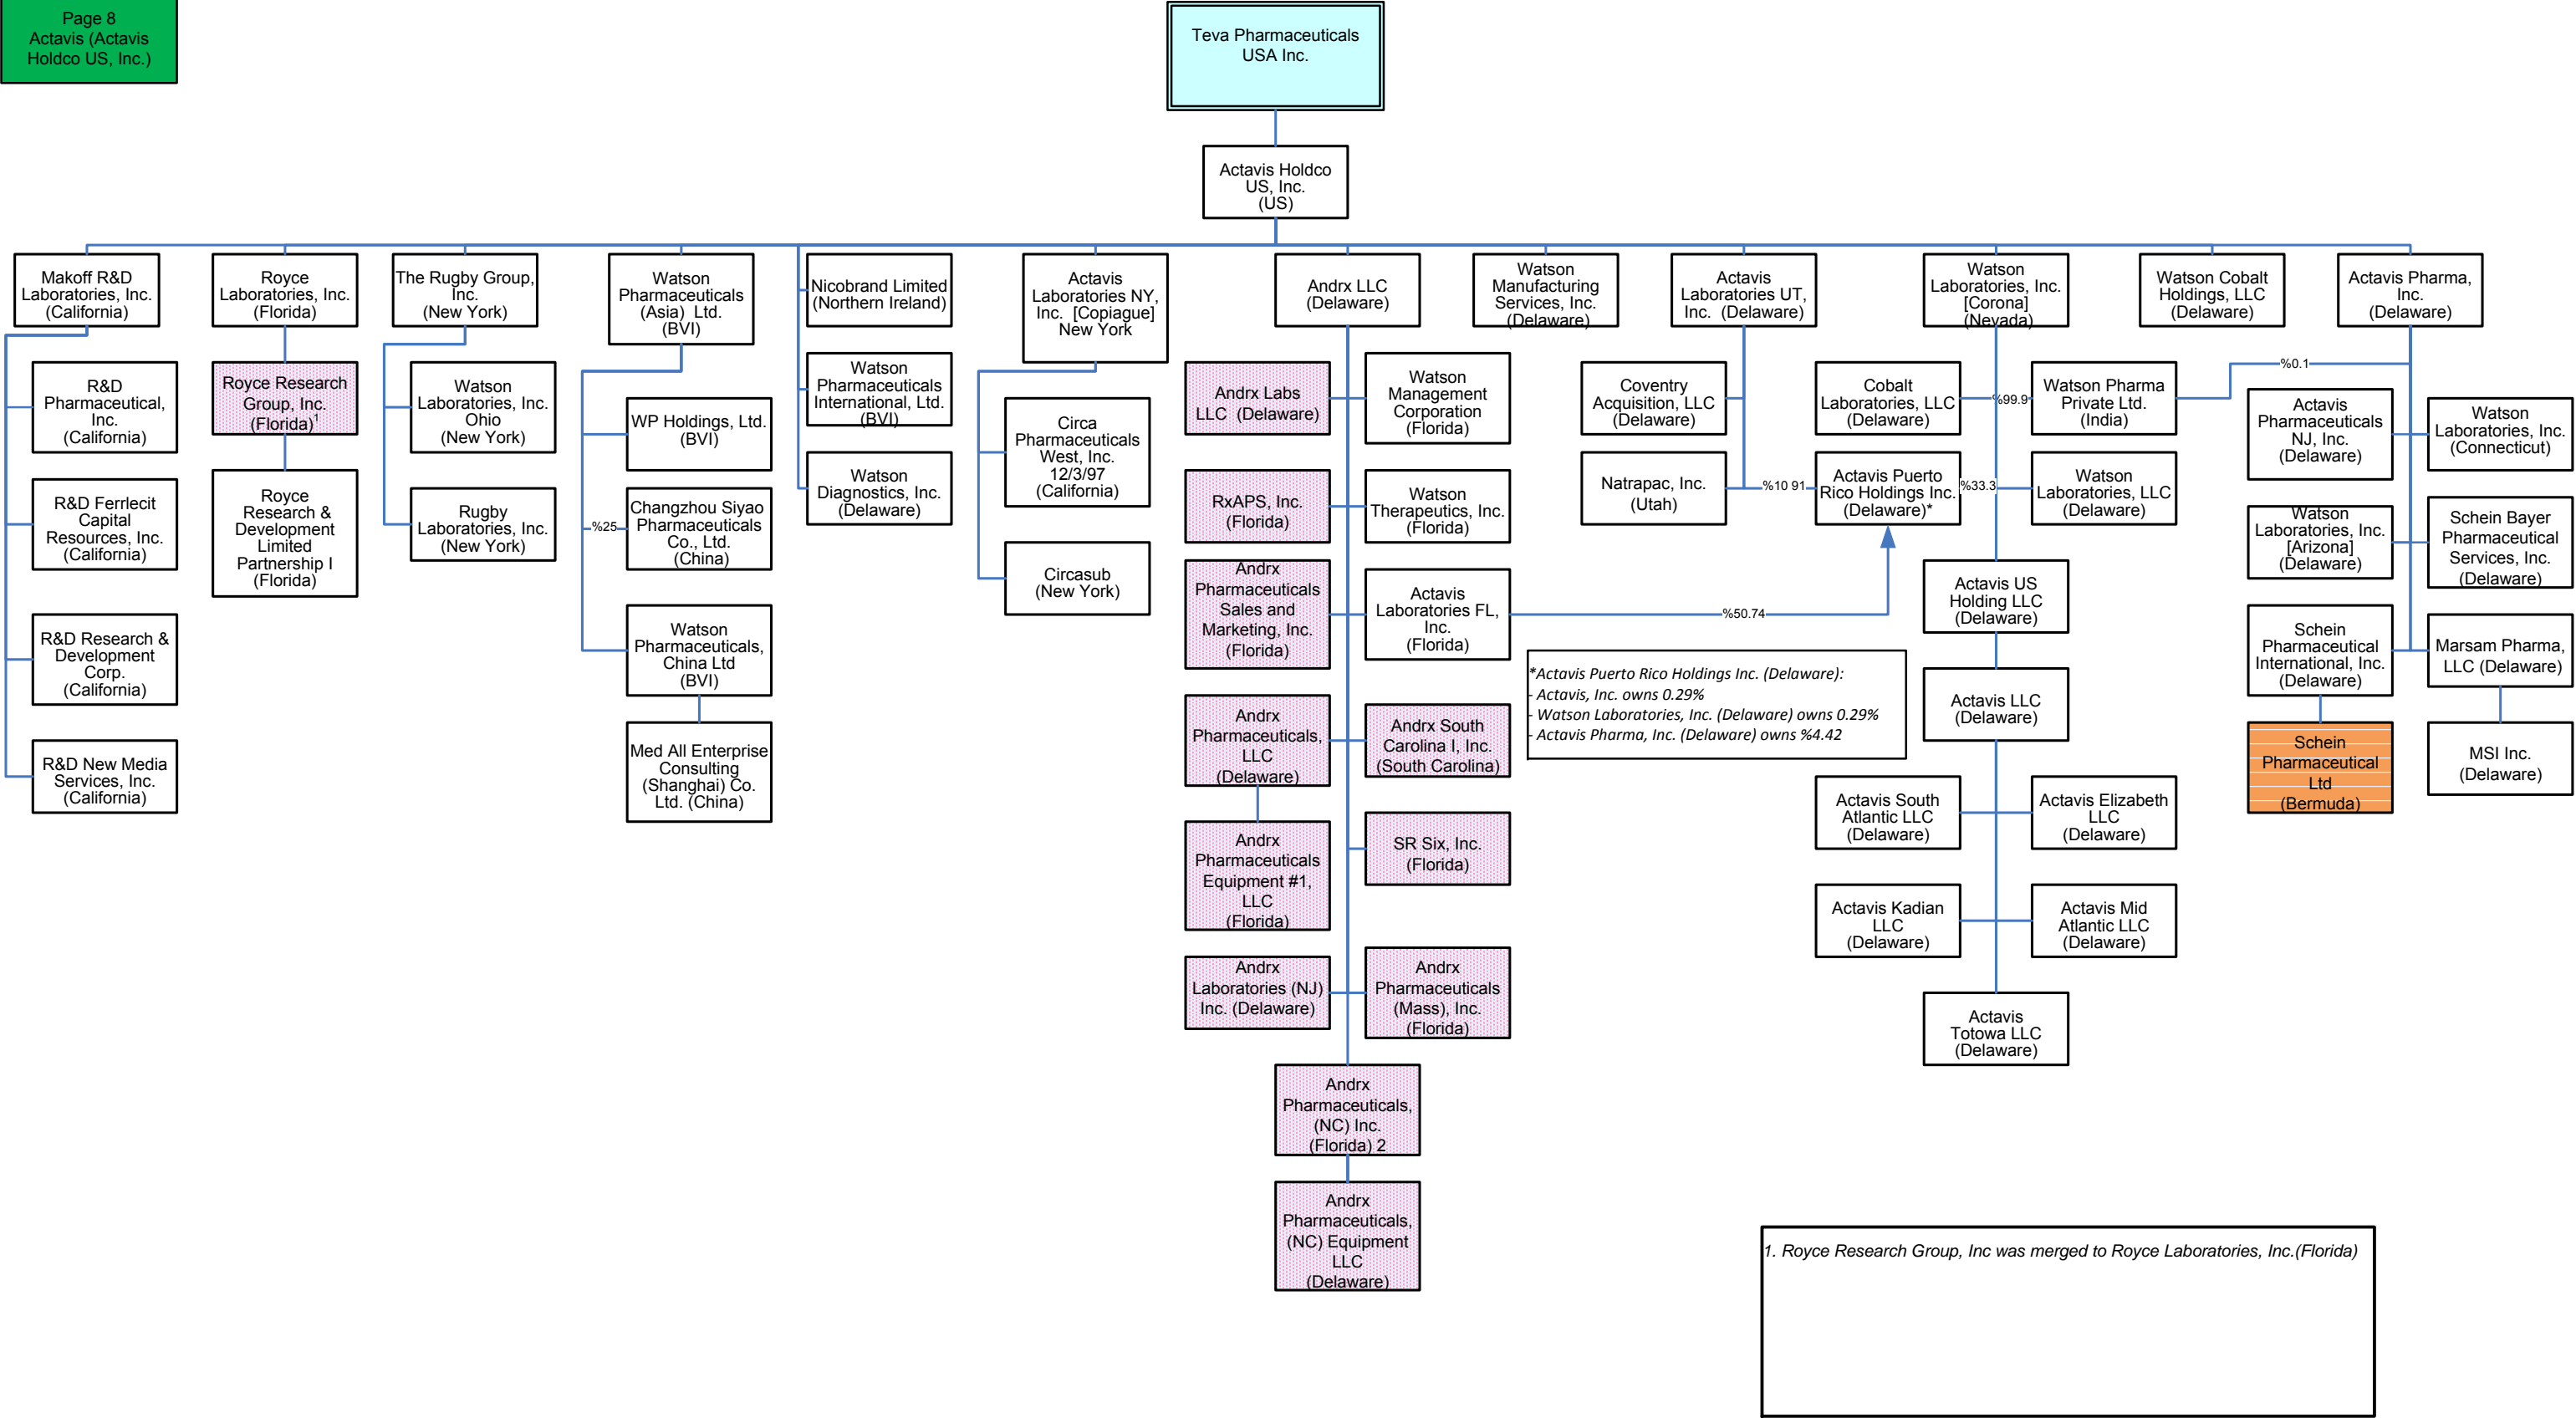 Page 8
Actavis (Actavis
Holdco US, Inc.)
Teva Pharmaceuticals
USA Inc.
Actavis Holdco
US, Inc.
(US)
Makoff R&D
Laboratories, Inc.
(California)
R&D
Pharmaceutical,
Inc.
(California)
R&D Ferrlecit
Capital
Resources, Inc.
(California)
R&D Research &
Development
Corp.
(California)
R&D New Media
Services, Inc.
(California)
Royce
Laboratories, Inc.
(Florida)
Royce Research
Group, Inc.
(Florida)1
Royce
Research &
Development
Limited
Partnership I
(Florida)
The Rugby Group,
Inc.
(New York)
Watson
Laboratories, Inc.
Ohio
(New York)
Rugby
Laboratories, Inc.
(New York)
Watson
Pharmaceuticals
(Asia) Ltd.
(BVI)
WP Holdings, Ltd.
(BVI)
%25
Changzhou Siyao
Pharmaceuticals
Co., Ltd.
(China)
Watson
Pharmaceuticals,
China Ltd
(BVI)
Med All Enterprise
Consulting
(Shanghai) Co.
Ltd. (China)
Nicobrand Limited
(Northern Ireland)
Watson
Pharmaceuticals
International, Ltd.
(BVI)
Watson
Diagnostics, Inc.
(Delaware)
Actavis
Laboratories NY,
Inc. [Copiague]
New York
Circa
Pharmaceuticals
West, Inc.
12/3/97
(California)
Circasub
(New York)
Andrx LLC
(Delaware)
Andrx Labs
LLC (Delaware)
Watson
Management
Corporation
(Florida)
RxAPS, Inc.
(Florida)
Watson
Therapeutics, Inc.
(Florida)
Andrx
Pharmaceuticals
Sales and
Marketing, Inc.
(Florida)
Actavis
Laboratories FL,
Inc.
(Florida)
%50.74
Andrx
Pharmaceuticals,
LLC
(Delaware)
Andrx South
Carolina I, Inc.
(South Carolina)
Andrx
Pharmaceuticals
Equipment #1,
LLC
(Florida)
SR Six, Inc.
(Florida)
Andrx
Laboratories (NJ)
Inc. (Delaware)
Andrx
Pharmaceuticals
(Mass), Inc.
(Florida)
Andrx
Pharmaceuticals,
(NC) Inc.
(Florida) 2
Andrx
Pharmaceuticals,
(NC) Equipment
LLC
(Delaware)
Watson
Manufacturing
Services, Inc.
(Delaware)
Actavis
Laboratories UT,
Inc. (Delaware)
Coventry
Acquisition, LLC
(Delaware)
Natrapac, Inc.
(Utah)
%10 91
Watson
Laboratories, Inc.
[Corona]
(Nevada)
Cobalt
Laboratories, LLC
(Delaware)
%99.9
Watson Pharma
Private Ltd.
(India)
Actavis Puerto
Rico Holdings Inc.
(Delaware)*
%33.3
Watson
Laboratories, LLC
(Delaware)
Actavis US
Holding LLC
(Delaware)
Actavis LLC
(Delaware)
Actavis South
Atlantic LLC
(Delaware)
Actavis Elizabeth
LLC
(Delaware)
Actavis Kadian
LLC
(Delaware)
Actavis Mid
Atlantic LLC
(Delaware)
Actavis
Totowa LLC
(Delaware)
*Actavis Puerto Rico Holdings Inc. (Delaware):
- Actavis, Inc. owns 0.29%
- Watson Laboratories, Inc. (Delaware) owns 0.29%
- Actavis Pharma, Inc. (Delaware) owns %4.42
Watson Cobalt
Holdings, LLC
(Delaware)
Actavis Pharma,
Inc.
(Delaware)
%0.1
Actavis
Pharmaceuticals
NJ, Inc.
(Delaware)
Watson
Laboratories, Inc.
(Connecticut)
Watson
Laboratories, Inc.
[Arizona]
(Delaware)
Schein Bayer
Pharmaceutical
Services, Inc.
(Delaware)
Schein
Pharmaceutical
International, Inc.
(Delaware)
Marsam Pharma,
LLC (Delaware)
Schein
Pharmaceutical
Ltd
(Bermuda)
MSI Inc.
(Delaware)
1. Royce Research Group, Inc was merged to Royce Laboratories, Inc.(Florida)